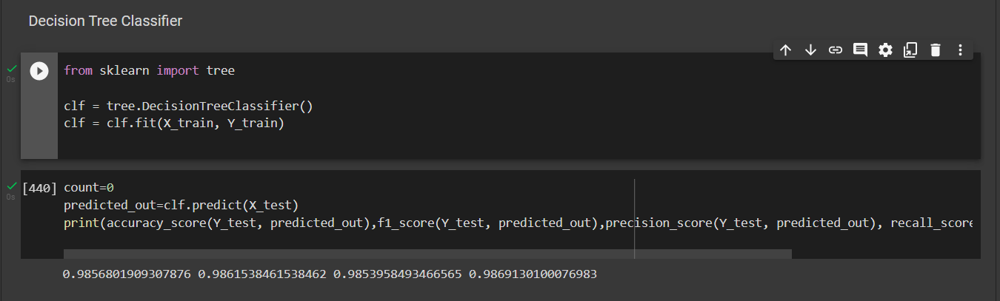 Decision Tree Classifier
0s
from sklearn import tree
clf = tree.DecisionTreeClassifier()
clf = clf.fit(X_train, Y_train)
0s
[440]
count=0
predicted_out=clf.predict(X_test)
print(accuracy_score(Y_test, predicted_out),f1_score(Y_test, predicted_out),precision_score(Y_test, predicted_out), recall_score
0.9856801909307876 0.9861538461538462 0.9853958493466565 0.9869130100076983